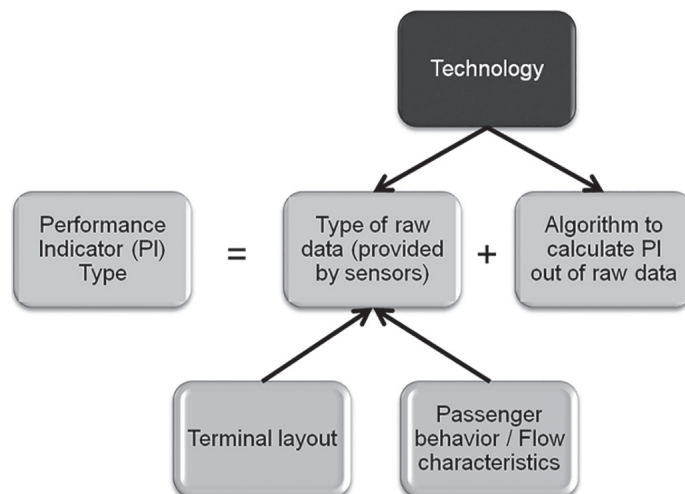 Technology
Performance
Indicator (PI)
Type
=
Type of raw
data (provided
by sensors)
+
Algorithm to
calculate PI
out of raw data
Terminal layout
Passenger
behavior / Flow
characteristics